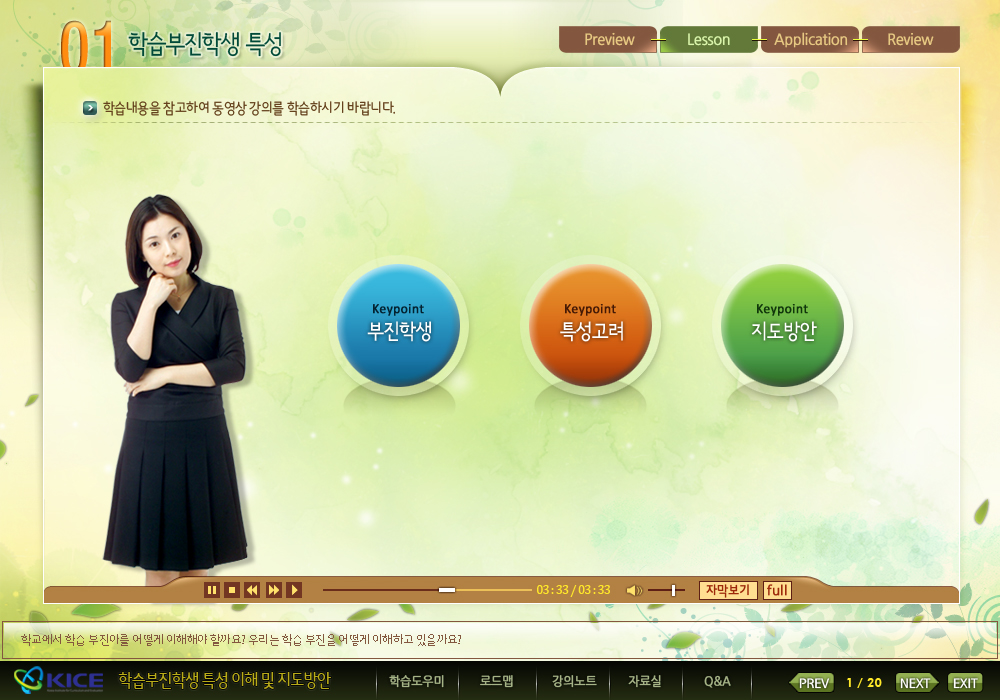 01 학습부진학생 특성
Preview
Lesson
Application
Review
학습내용을 참고하여 동영상 강의를 학습하시기 바랍니다.
Keypoint
부진학생
Keypoint
특성고려
Keypoint
지도방안
03:33 / 03:33
자막보기
full
학교에서 학습 부진아를 어떻게 이해해야 할까요? 우리는 학습 부진을 어떻게 이해하고 있을까요?
KICE
학습부진학생 특성 이해 및 지도방안
학습도우미
로드맵
강의노트
자료실
Q&A
PREV
1 / 20
NEXT
EXIT